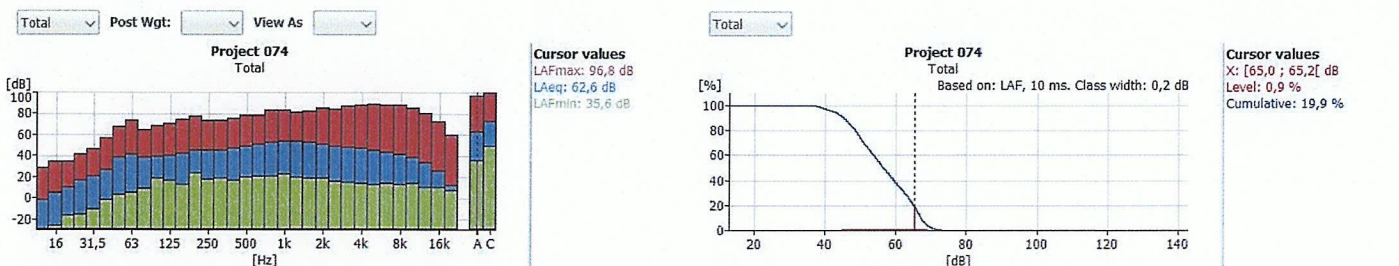 Total Post Wgt: View As
Project 074
Total
[dB]
100
80
60
40
20
0
-20
16 31,5 63 125 250 500 1k 2k 4k 8k 16k A C
[Hz]
Cursor values
LAFmax: 96,8 dB
LAeq: 62,6 dB
LAFmin: 35,6 dB
Total
Project 074
Total
Based on: LAF, 10 ms. Class width: 0,2 dB
[%]
100
80
60
40
20
0
20 40 60 80 100 120 140
[dB]
Cursor values
X: [65,0 ; 65,2[ dB
Level: 0,9 %
Cumulative: 19,9 %